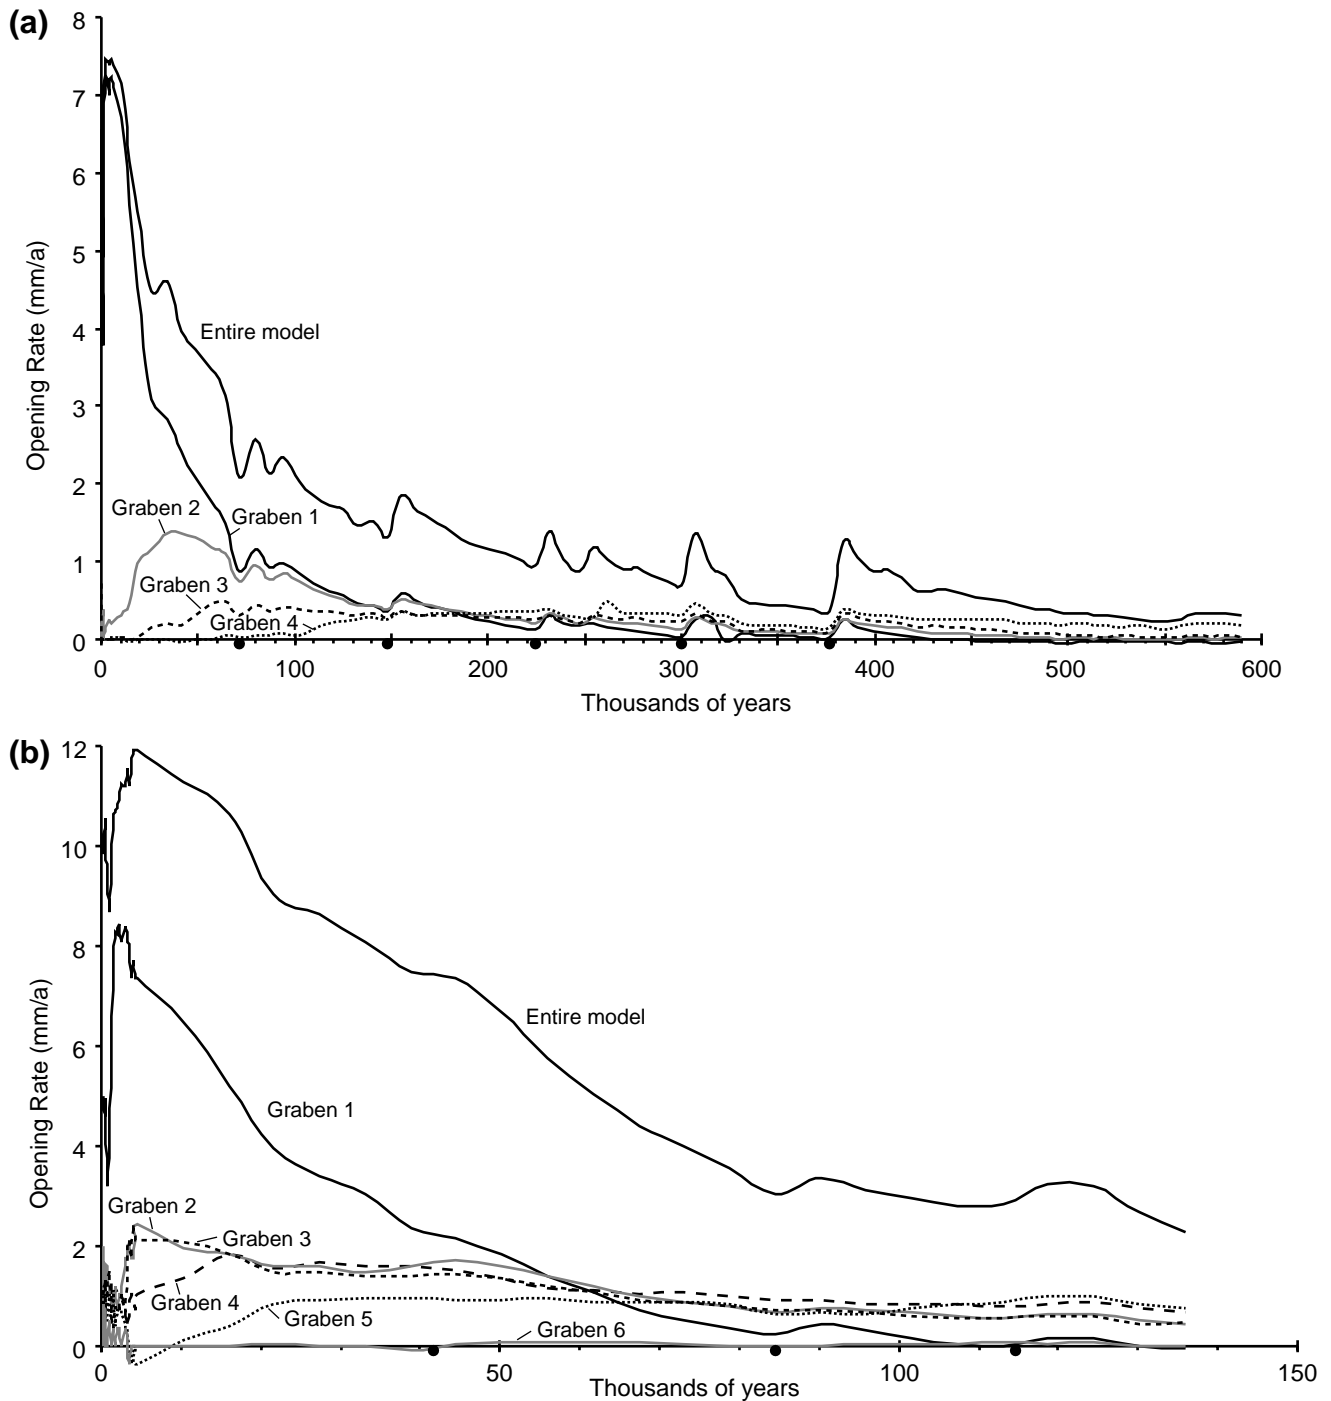 (a)
8
7
6
5
4
3
2
1
0
Opening Rate (mm/a)
Entire model
Graben 2
Graben 1
Graben 3
Graben 4
0 100 200 300 400 500 600
Thousands of years
(b)
12
10
8
6
4
2
0
Opening Rate (mm/a)
Entire model
Graben 1
Graben 2
Graben 3
Graben 4
Graben 5
Graben 6
0 50 100 150
Thousands of years